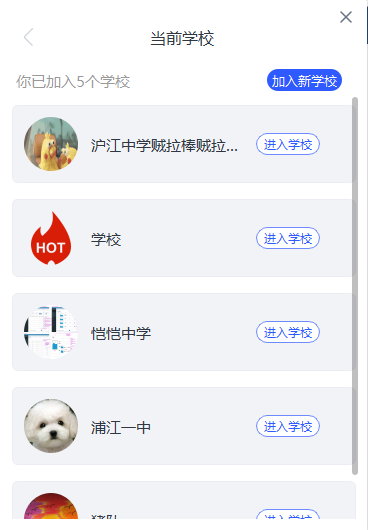 当前学校
你已加入5个学校
加入新学校
沪江中学贼拉棒贼拉...
进入学校
HOT
学校
进入学校
恺恺中学
进入学校
浦江一中
进入学校